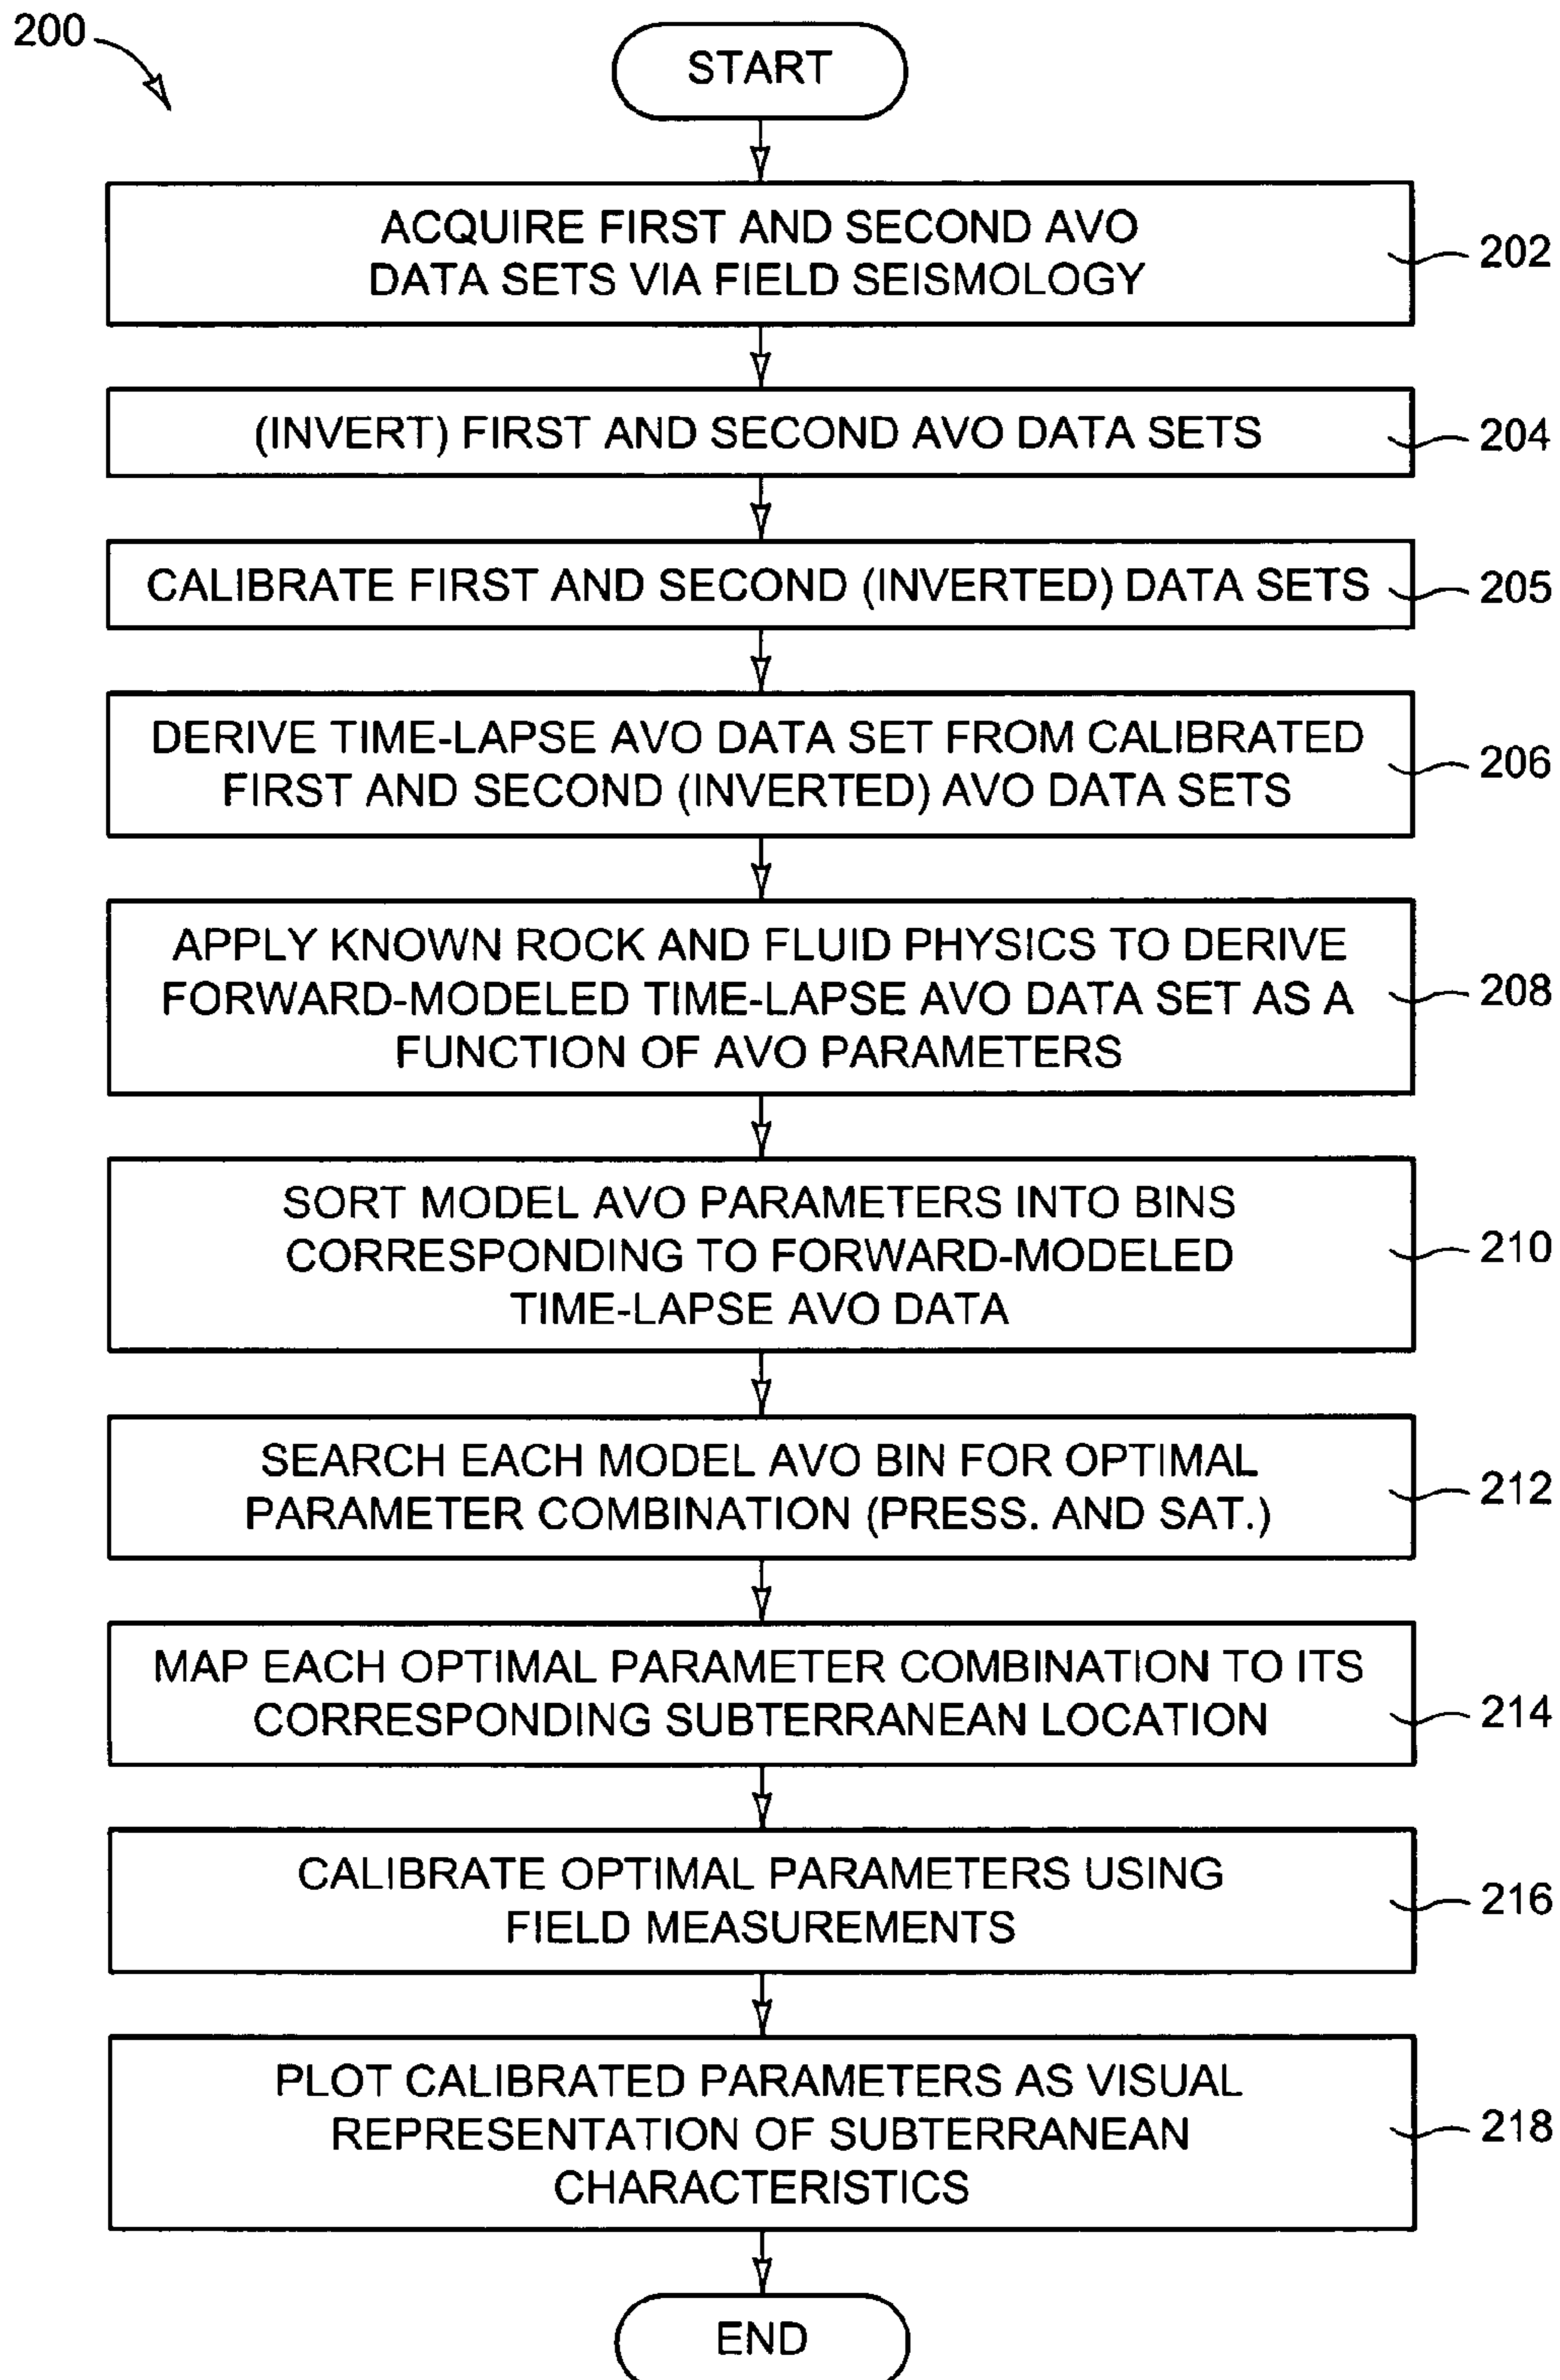 200
START
ACQUIRE FIRST AND SECOND AVO
DATA SETS VIA FIELD SEISMOLOGY
202
(INVERT) FIRST AND SECOND AVO DATA SETS
204
CALIBRATE FIRST AND SECOND (INVERTED) DATA SETS
205
DERIVE TIME-LAPSE AVO DATA SET FROM CALIBRATED
FIRST AND SECOND (INVERTED) AVO DATA SETS
206
APPLY KNOWN ROCK AND FLUID PHYSICS TO DERIVE
FORWARD-MODELED TIME-LAPSE AVO DATA SET AS A
FUNCTION OF AVO PARAMETERS
208
SORT MODEL AVO PARAMETERS INTO BINS
CORRESPONDING TO FORWARD-MODELED
TIME-LAPSE AVO DATA
210
SEARCH EACH MODEL AVO BIN FOR OPTIMAL
PARAMETER COMBINATION (PRESS. AND SAT.)
212
MAP EACH OPTIMAL PARAMETER COMBINATION TO ITS
CORRESPONDING SUBTERRANEAN LOCATION
214
CALIBRATE OPTIMAL PARAMETERS USING
FIELD MEASUREMENTS
216
PLOT CALIBRATED PARAMETERS AS VISUAL
REPRESENTATION OF SUBTERRANEAN
CHARACTERISTICS
218
END